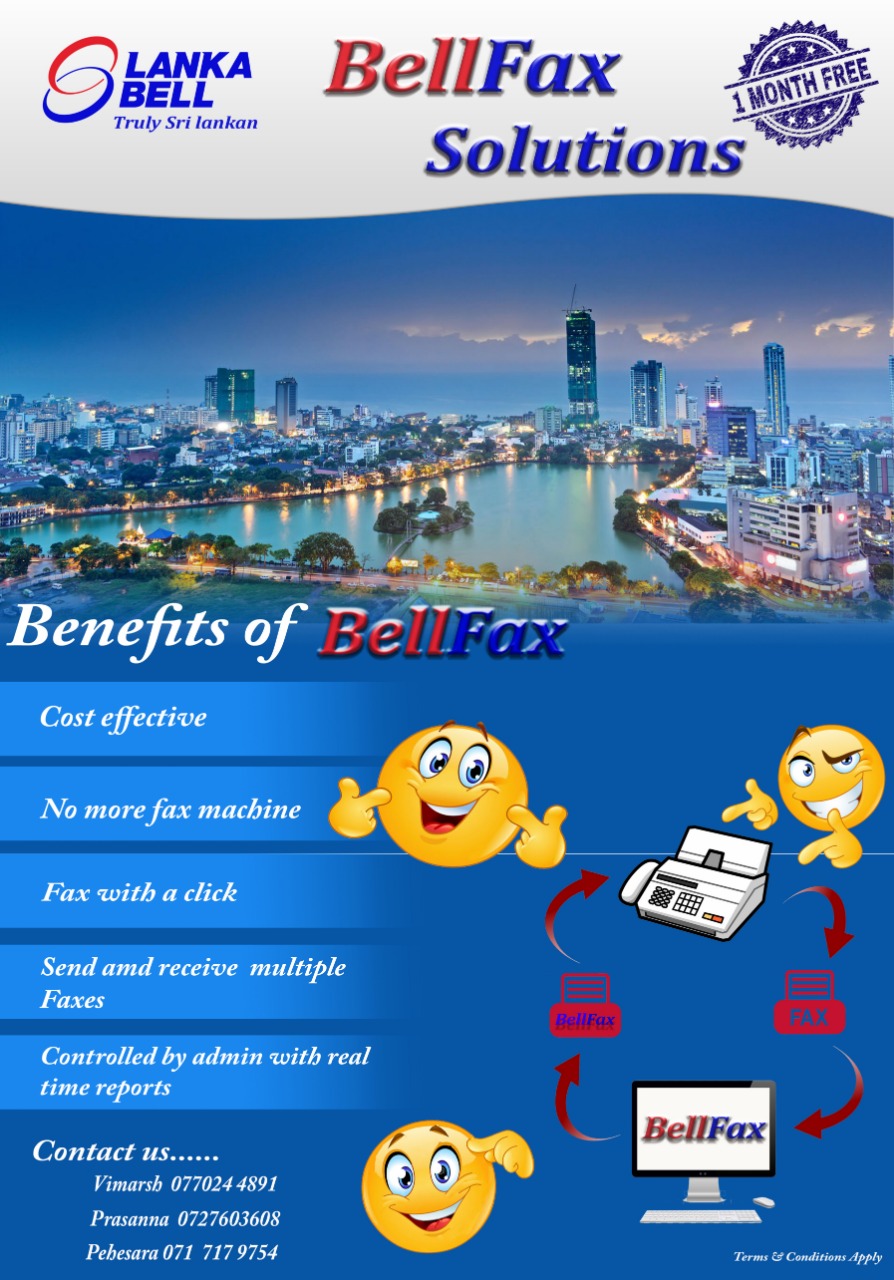 LANKA
BELL
Truly Sri lankan
BellFax
Solutions
1 MONTH FREE
Benefits of BellFax
Cost effective
No more fax machine
Fax with a click
Send amd receive multiple
Faxes
Controlled by admin with real
time reports
BellFax
FAX
BellFax
Contact us......
Vimarsh 077024 4891
Prasanna 0727603608
Pehesara 071 717 9754
Terms & Conditions Apply